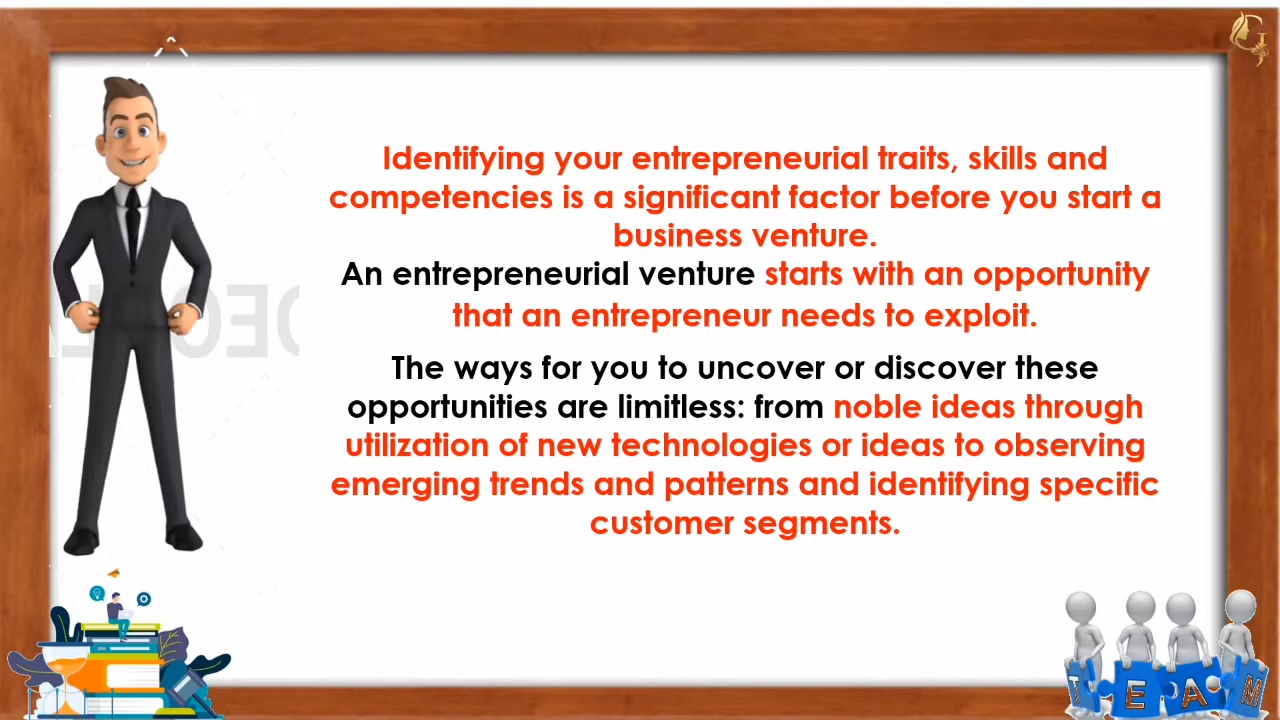 Identifying your entrepreneurial traits, skills and
competencies is a significant factor before you start a
business venture.
An entrepreneurial venture starts with an opportunity
that an entrepreneur needs to exploit.
The ways for you to uncover or discover these
opportunities are limitless: from noble ideas through
utilization of new technologies or ideas to observing
emerging trends and patterns and identifying specific
customer segments.
TEAM